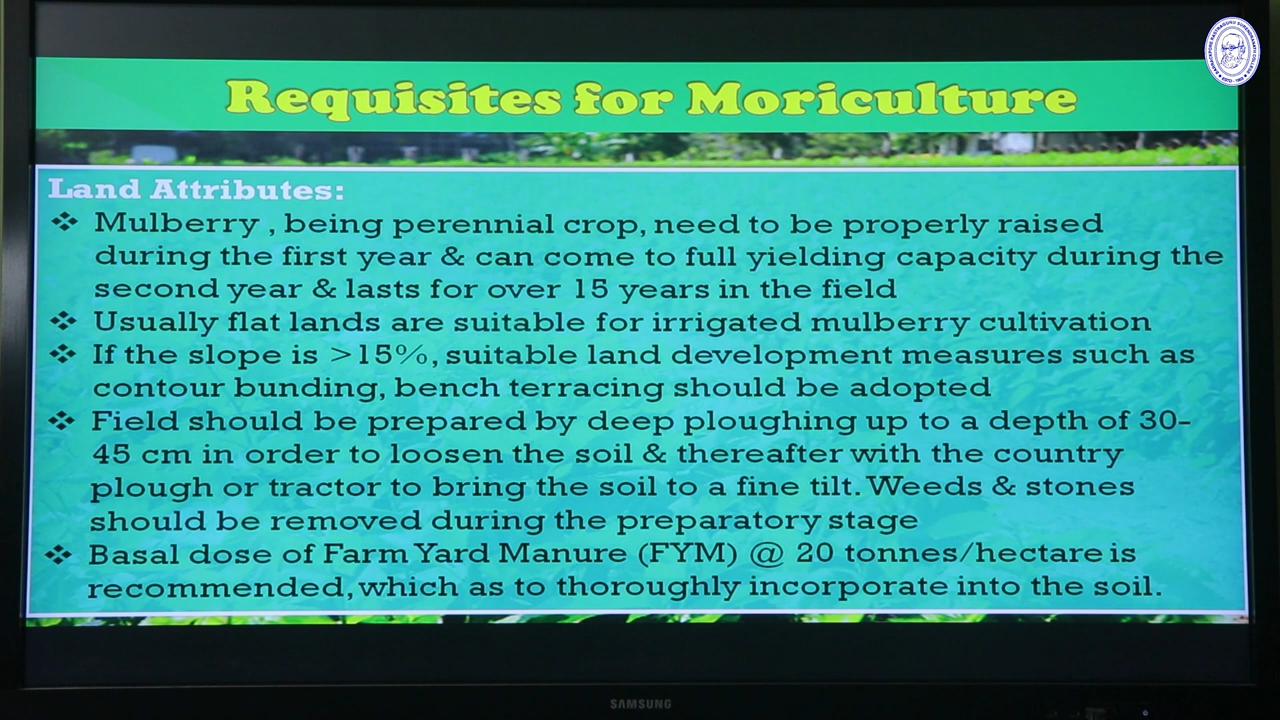 Requisites for Moriculture
Land Attributes:
❖ Mulberry , being perennial crop, need to be properly raised
during the first year & can come to full yielding capacity during the
second year & lasts for over 15 years in the field
❖ Usually flat lands are suitable for irrigated mulberry cultivation
❖ If the slope is >15%, suitable land development measures such as
contour bunding, bench terracing should be adopted
❖ Field should be prepared by deep ploughing up to a depth of 30-
45 cm in order to loosen the soil & thereafter with the country
plough or tractor to bring the soil to a fine tilt. Weeds & stones
should be removed during the preparatory stage
❖ Basal dose of Farm Yard Manure (FYM) @ 20 tonnes/hectare is
recommended, which as to thoroughly incorporate into the soil.
SAMSUNG